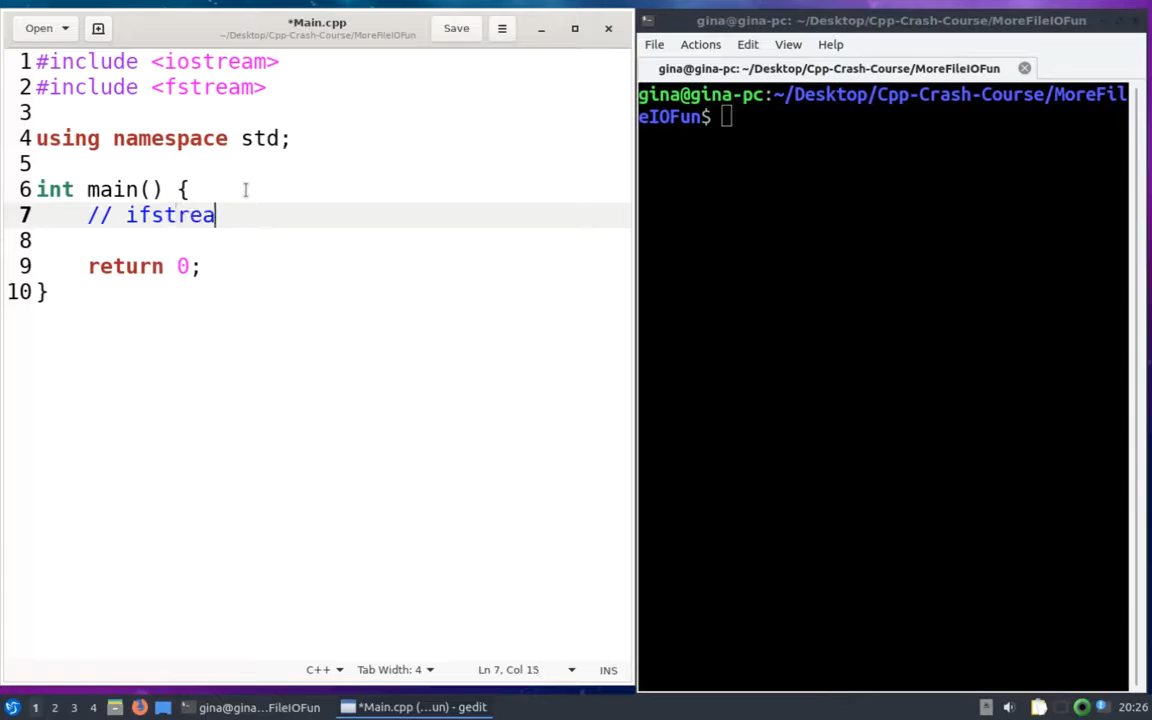 Open
*Main.cpp
~/Desktop/Cpp-Crash-Course/MoreFileIOFun
Save
1 #include <iostream>
2 #include <fstream>
3
4 using namespace std;
5
6 int main() {
7 // ifstrea
8
9 return 0;
10 }
C++
Tab Width: 4
Ln 7, Col 15
INS
gina@gina-pc: ~/Desktop/Cpp-Crash-Course/MoreFileIOFun
File Actions Edit View Help
gina@gina-pc: ~/Desktop/Cpp-Crash-Course/MoreFileIOFun
gina@gina-pc:~/Desktop/Cpp-Crash-Course/MoreFil
eIOFun$
1 2 3 4
gina@gina...FileIOFun
*Main.cpp (...un) - gedit
20:26